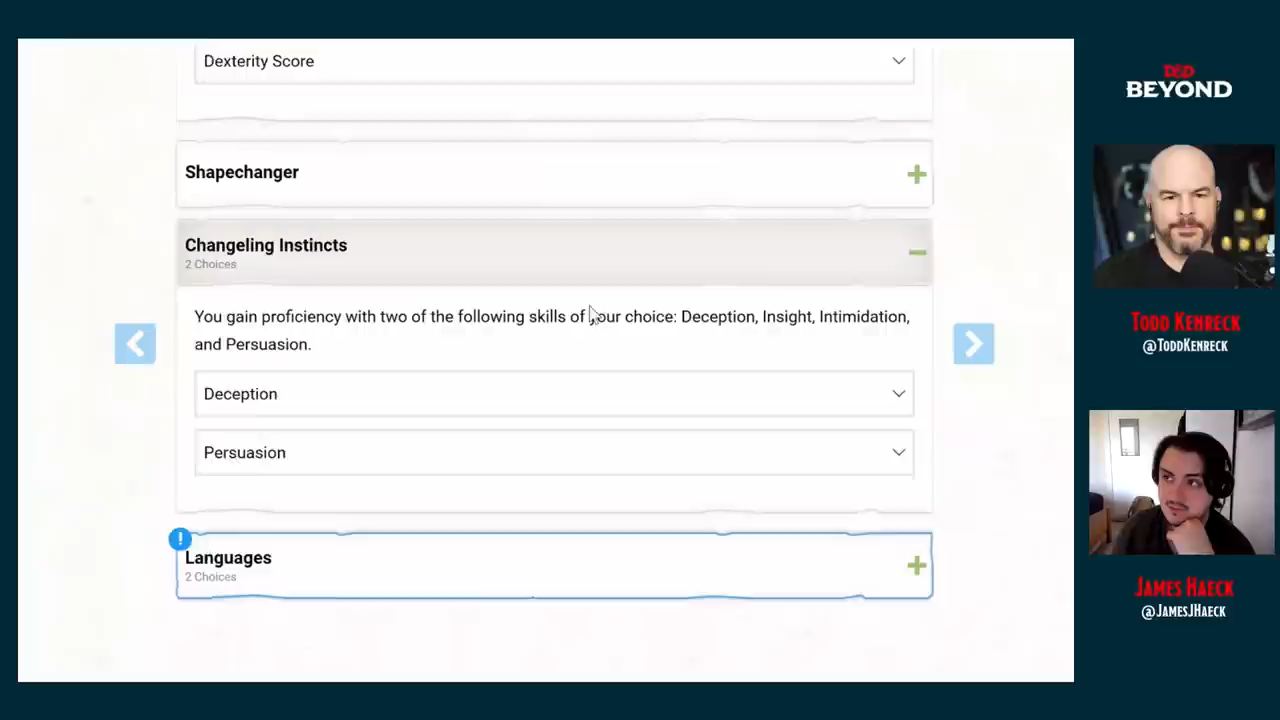 Dexterity Score
Shapechanger
Changeling Instincts
2 Choices
You gain proficiency with two of the following skills of your choice: Deception, Insight, Intimidation,
and Persuasion.
Deception
Persuasion
!
Languages
2 Choices
D&D
BEYOND
TODD KENRECK
@TODDKENRECK
JAMES HAECK
@JAMESJHAECK